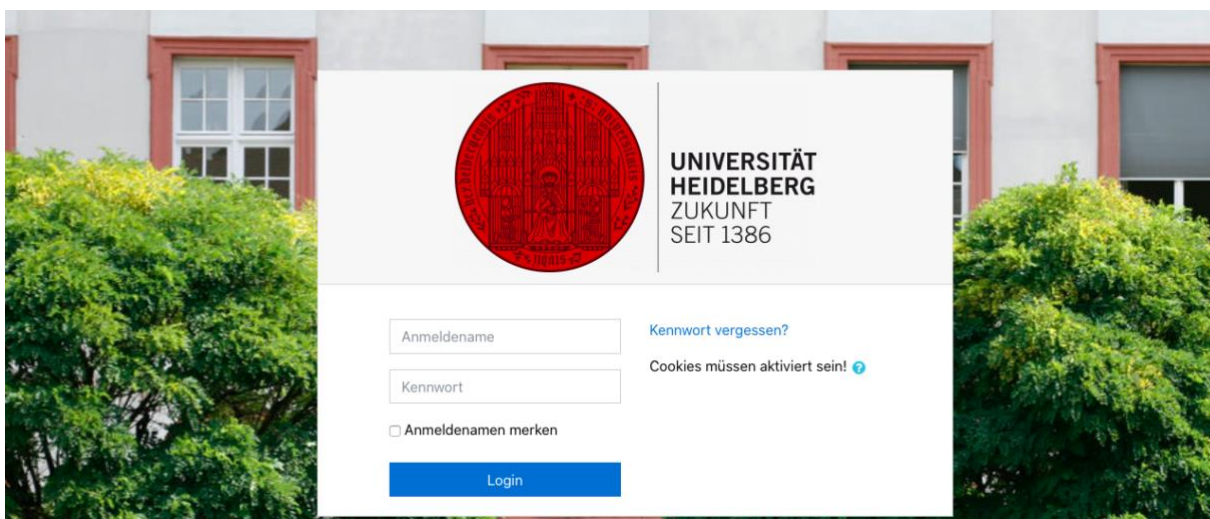 UNIVERSITÄT
HEIDELBERG
ZUKUNFT
SEIT 1386
Anmeldename
Kennwort vergessen?
Cookies müssen aktiviert sein!
Kennwort
Anmeldenamen merken
Login